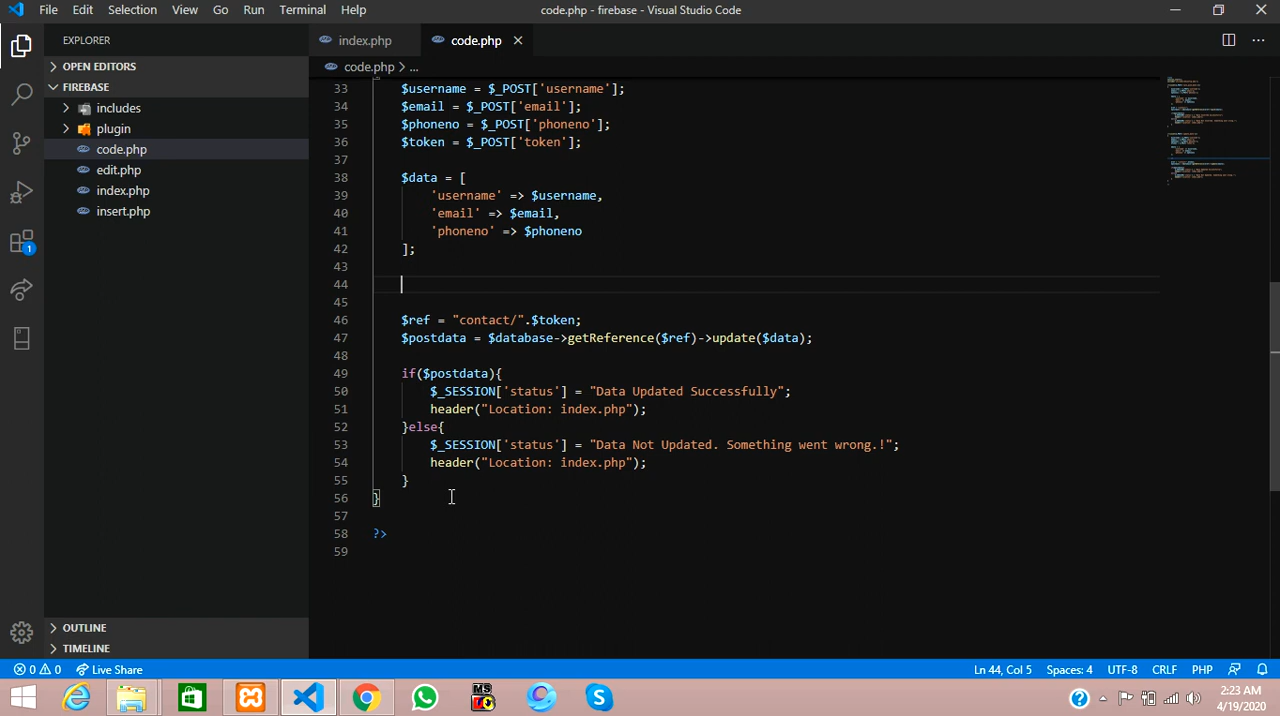 File Edit Selection View Go Run Terminal Help
code.php - firebase - Visual Studio Code
EXPLORER
OPEN EDITORS
FIREBASE
includes
plugin
code.php
edit.php
index.php
insert.php
OUTLINE
TIMELINE
1
index.php code.php
code.php > ...
33 $username = $_POST['username'];
34 $email = $_POST['email'];
35 $phoneno = $_POST['phoneno'];
36 $token = $_POST['token'];
37
38 $data = [
39 'username' => $username,
40 'email' => $email,
41 'phoneno' => $phoneno
42 ];
43
44
45
46 $ref = "contact/".$token;
47 $postdata = $database->getReference($ref)->update($data);
48
49 if($postdata){
50 $_SESSION['status'] = "Data Updated Successfully";
51 header("Location: index.php");
52 }else{
53 $_SESSION['status'] = "Data Not Updated. Something went wrong.!";
54 header("Location: index.php");
55 }
56 }
57
58 ?>
59
0 0 Live Share Ln 44, Col 5 Spaces: 4 UTF-8 CRLF PHP
MS
2:23 AM
4/19/2020